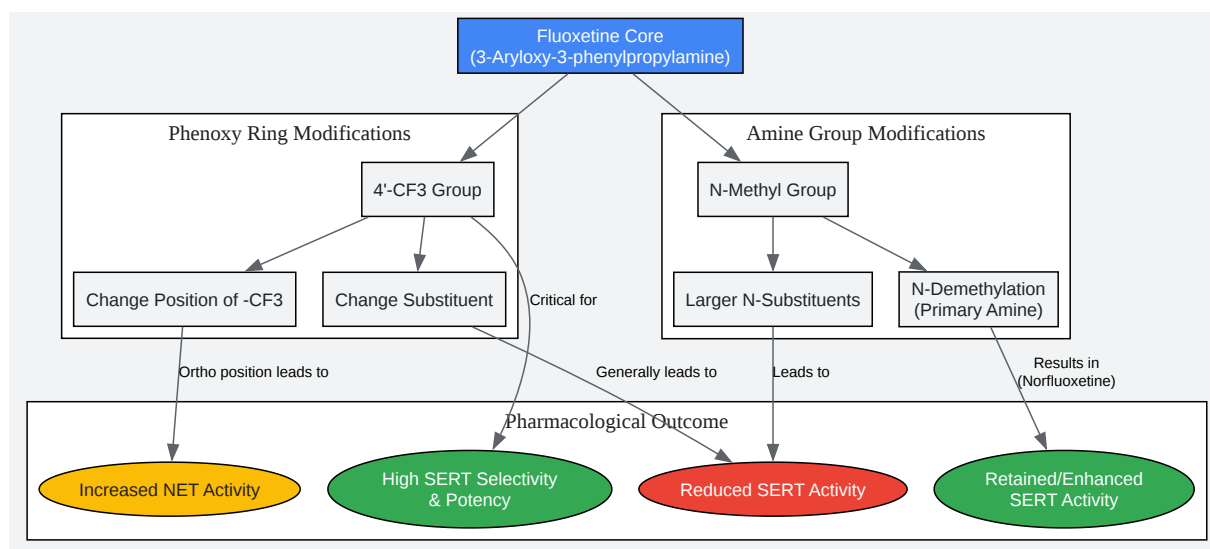 Fluoxetine Core
(3-Aryloxy-3-phenylpropylamine)
Phenoxy Ring Modifications
Amine Group Modifications
4'-CF3 Group
N-Methyl Group
Change Position of -CF3
Change Substituent
Critical for
Larger N-Substituents
N-Demethylation
(Primary Amine)
Ortho position leads to
Generally leads to
Leads to
Results in
(Norfluoxetine)
Pharmacological Outcome
Increased NET Activity
High SERT Selectivity
& Potency
Reduced SERT Activity
Retained/Enhanced
SERT Activity